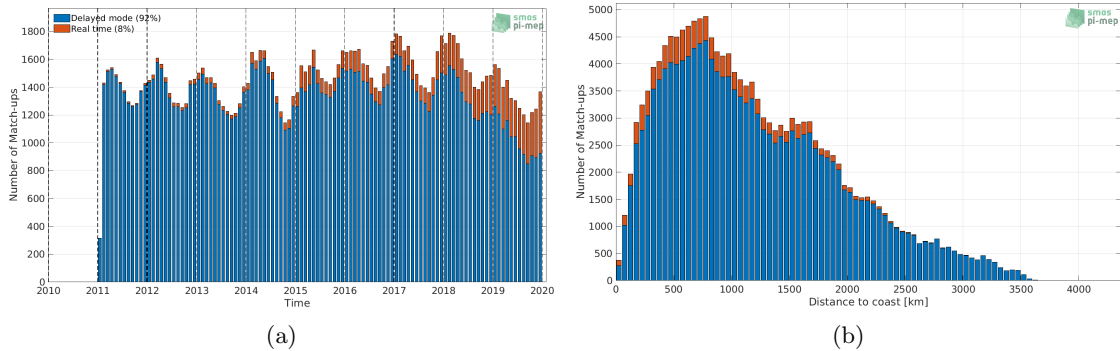 Delayed mode (92%)
Real time (8%)
smos
pi-mep
Number of Match-ups
1800
1600
1400
1200
1000
800
600
400
200
0
2010 2011 2012 2013 2014 2015 2016 2017 2018 2019 2020
Time
(a)
smos
pi-mep
Number of Match-ups
5000
4500
4000
3500
3000
2500
2000
1500
1000
500
0
0 500 1000 1500 2000 2500 3000 3500 4000
Distance to coast [km]
(b)